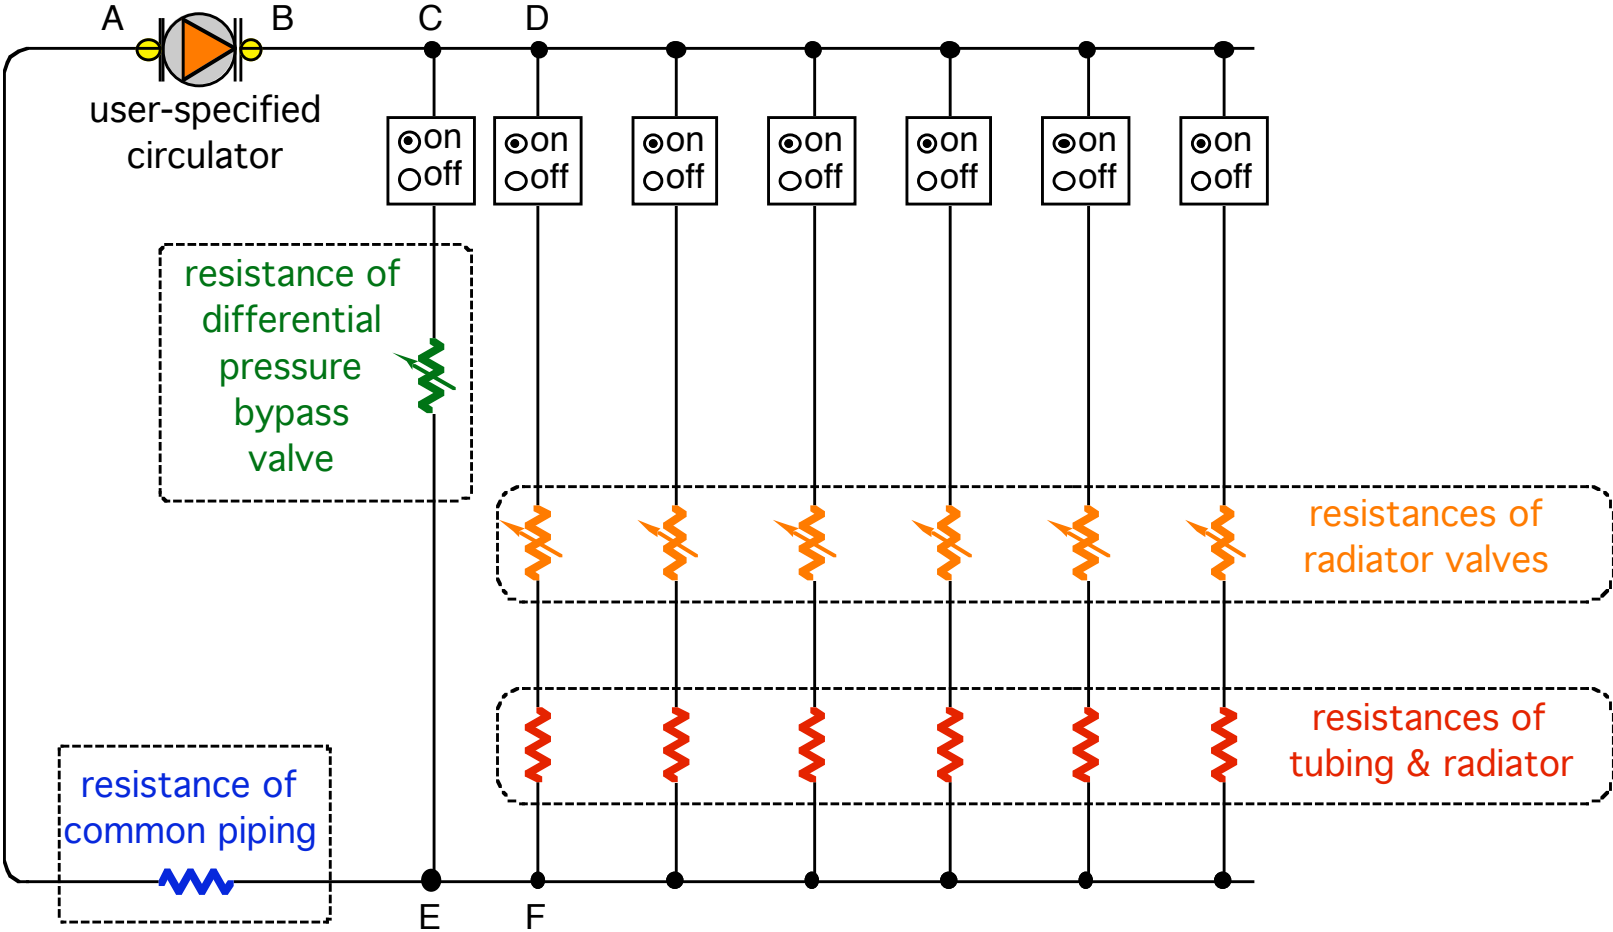 A
B
C
D
user-specified
circulator
on
off
on
off
on
off
on
off
on
off
on
off
on
off
resistance of
differential
pressure
bypass
valve
resistances of
radiator valves
resistances of
tubing & radiator
resistance of
common piping
E
F